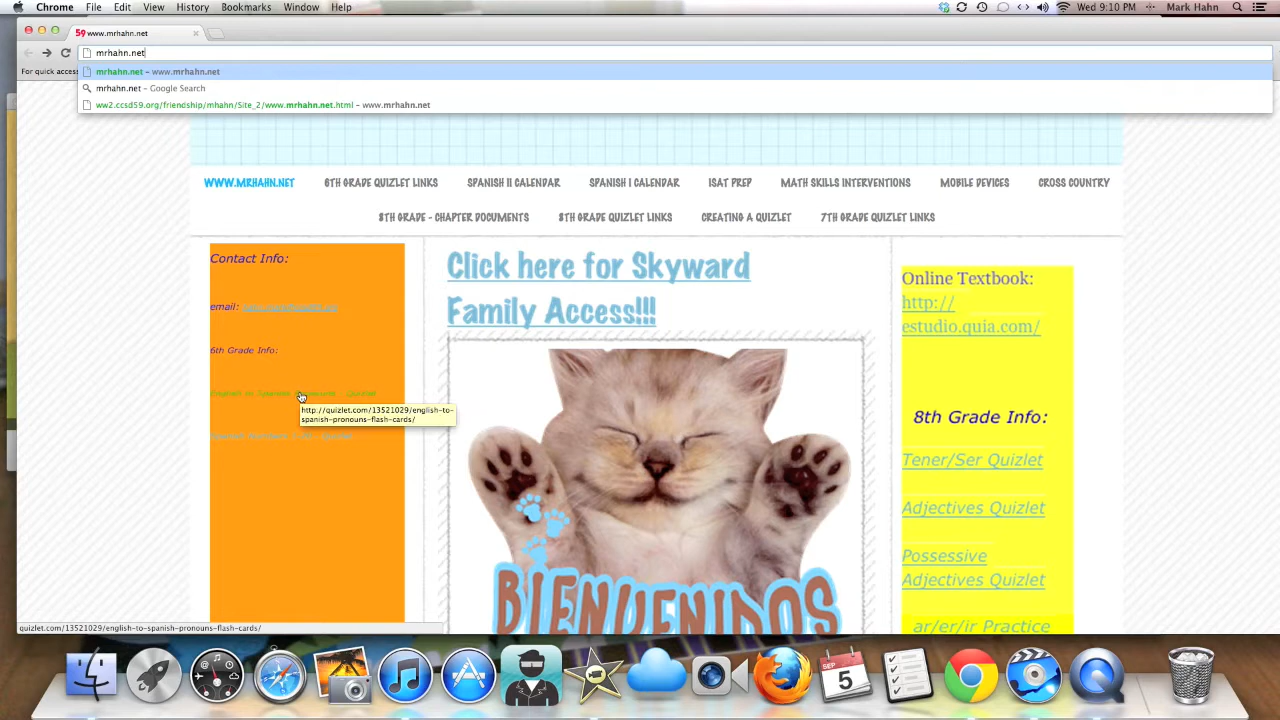 Chrome File Edit View History Bookmarks Window Help Wed 9:10 PM Mark Hahn
59 www.mrhahn.net
mrhahn.net
For quick access
mrhahn.net – www.mrhahn.net
mrhahn.net – Google Search
ww2.ccsd59.org/friendship/mhahn/Site_2/www.mrhahn.net.html – www.mrhahn.net
WWW.MRHAHN.NET 6TH GRADE QUIZLET LINKS SPANISH II CALENDAR SPANISH I CALENDAR ISAT PREP MATH SKILLS INTERVENTIONS MOBILE DEVICES CROSS COUNTRY
8TH GRADE - CHAPTER DOCUMENTS 8TH GRADE QUIZLET LINKS CREATING A QUIZLET 7TH GRADE QUIZLET LINKS
Contact Info:
email:
6th Grade Info:
English to Spanish Pronouns - Quizlet
http://quizlet.com/13521029/english-to-
spanish-pronouns-flash-cards/
Click here for Skyward
Family Access!!!
BIENVENIDOS
Online Textbook:
http://
estudio.quia.com/
8th Grade Info:
Tener/Ser Quizlet
Adjectives Quizlet
Possessive
Adjectives Quizlet
ar/er/ir Practice
quizlet.com/13521029/english-to-spanish-pronouns-flash-cards/
SEP
5